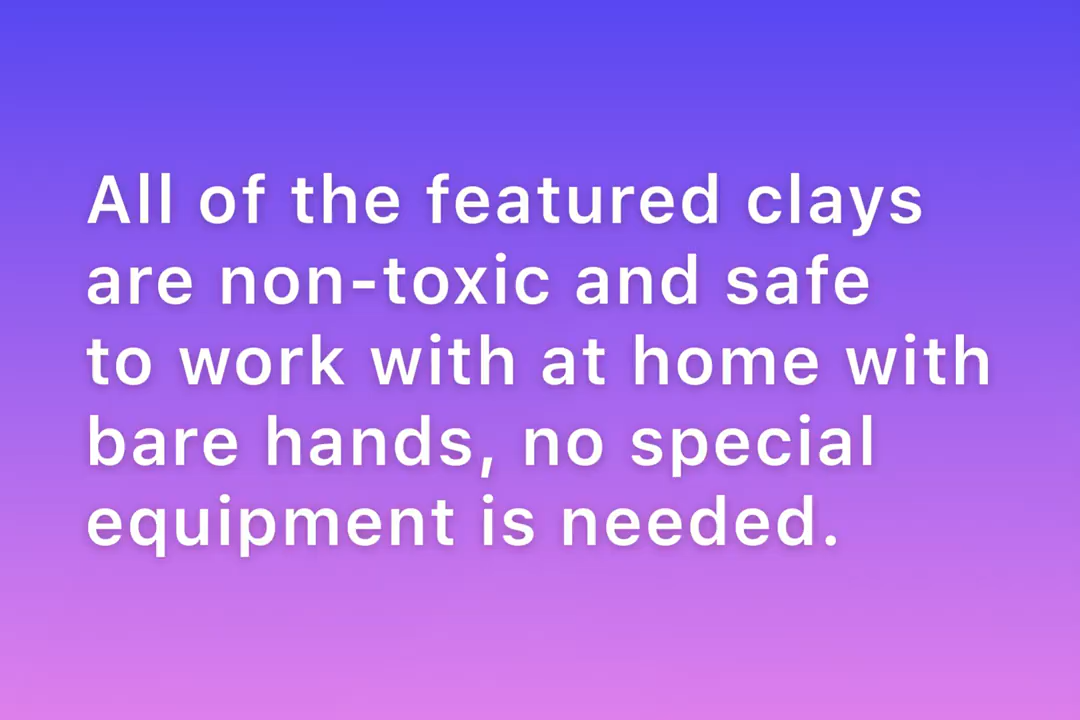 All of the featured clays
are non-toxic and safe
to work with at home with
bare hands, no special
equipment is needed.